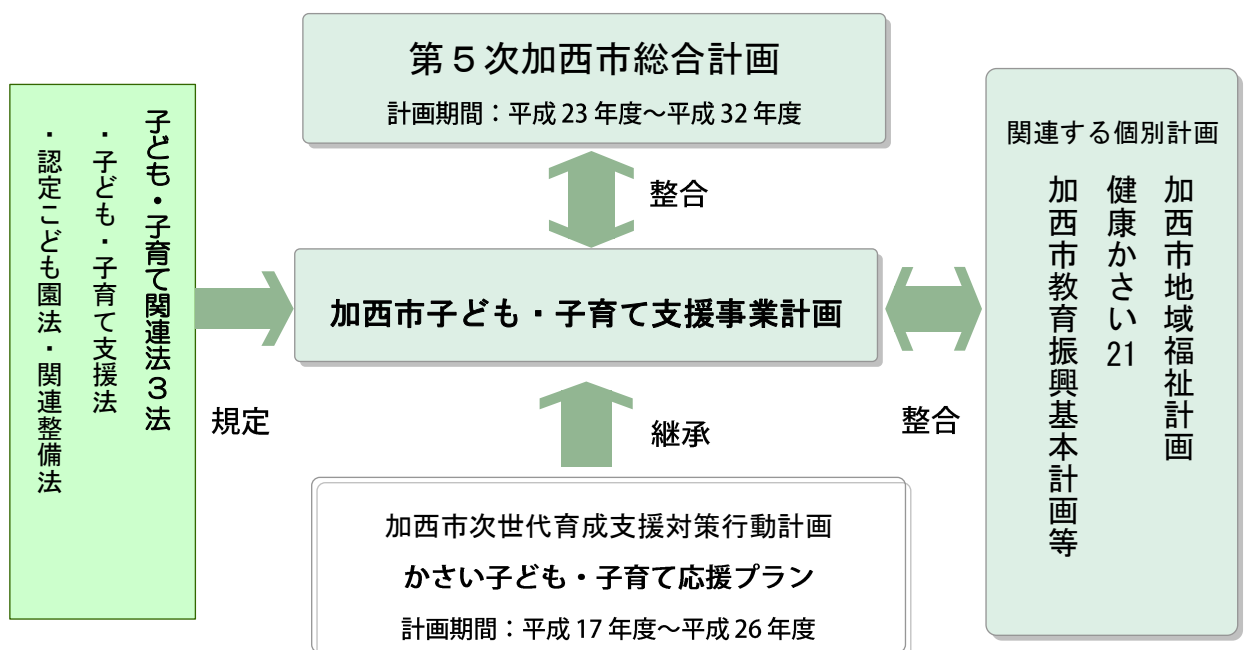 第５次加西市総合計画
計画期間：平成 23 年度～平成 32 年度
整合
子ども・子育て関連法３法
・子ども・子育て支援法
・認定こども園法・関連整備法
規定
加西市子ども・子育て支援事業計画
整合
関連する個別計画
加西市地域福祉計画
健康かさい21
加西市教育振興基本計画等
継承
加西市次世代育成支援対策行動計画
かさい子ども・子育て応援プラン
計画期間：平成 17 年度～平成 26 年度